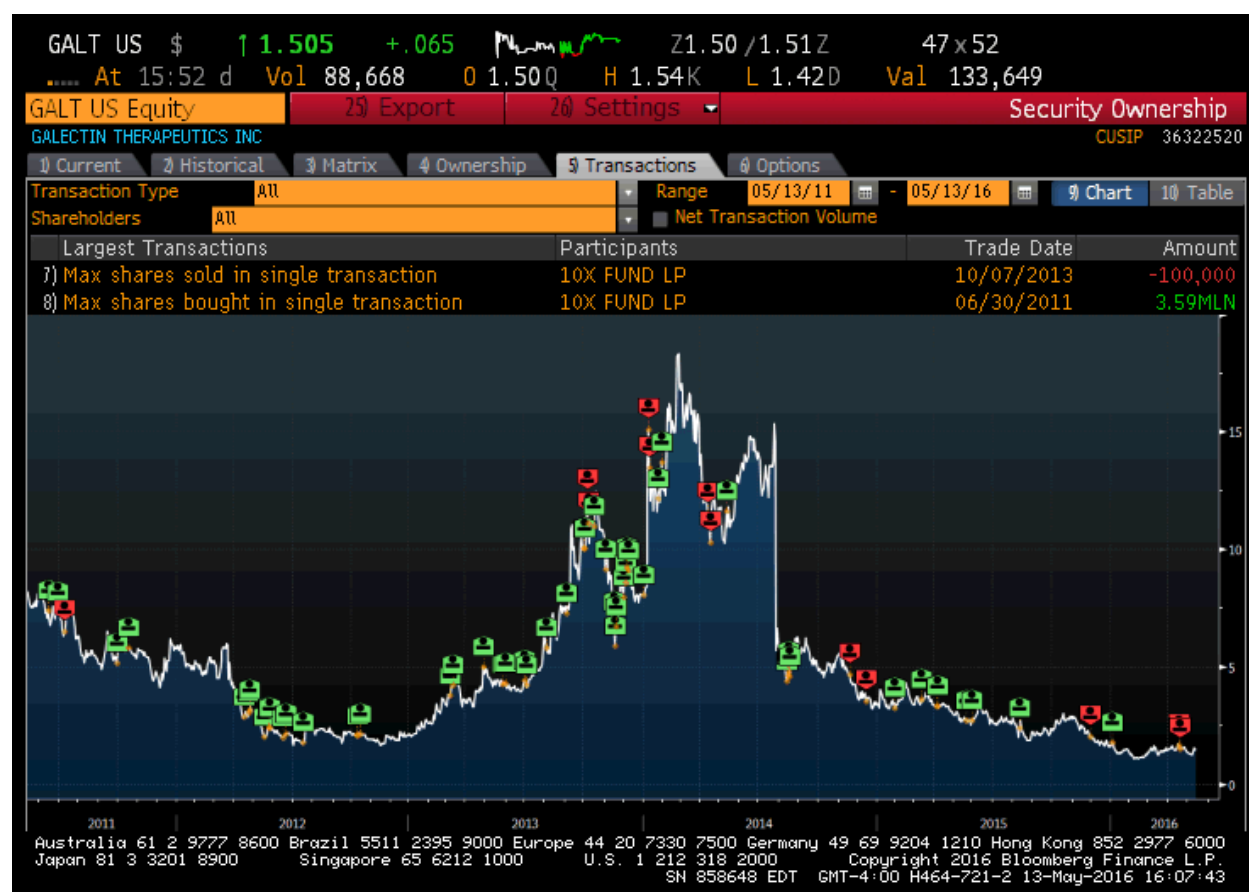 GALT US $ ↑ 1.505 +.065 Z1.50/1.51Z 47x52
..... At 15:52 d Vol 88,668 O 1.50Q H 1.54K L 1.42D Val 133,649
GALT US Equity 25) Export 26) Settings Security Ownership
GALECTIN THERAPEUTICS INC CUSIP 36322520
1) Current 2) Historical 3) Matrix 4) Ownership 5) Transactions 6) Options
Transaction Type All Range 05/13/11 - 05/13/16 9) Chart 10) Table
Shareholders All Net Transaction Volume
Largest Transactions Participants Trade Date Amount
7) Max shares sold in single transaction 10X FUND LP 10/07/2013 -100,000
8) Max shares bought in single transaction 10X FUND LP 06/30/2011 3.59MLN
15
10
5
0
2011 2012 2013 2014 2015 2016
Australia 61 2 9777 8600 Brazil 5511 2395 9000 Europe 44 20 7330 7500 Germany 49 69 9204 1210 Hong Kong 852 2977 6000
Japan 81 3 3201 8900 Singapore 65 6212 1000 U.S. 1 212 318 2000 Copyright 2016 Bloomberg Finance L.P.
SN 858648 EDT GMT-4:00 H464-721-2 13-May-2016 16:07:43